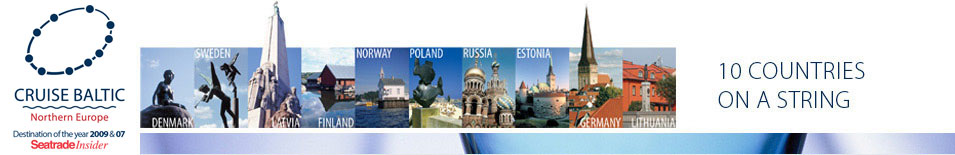 CRUISE BALTIC
Northern Europe
Destination of the year 2009 & 07
Seatrade Insider
DENMARK
SWEDEN
LATVIA
FINLAND
NORWAY
POLAND
RUSSIA
ESTONIA
GERMANY
LITHUANIA
10 COUNTRIES
ON A STRING